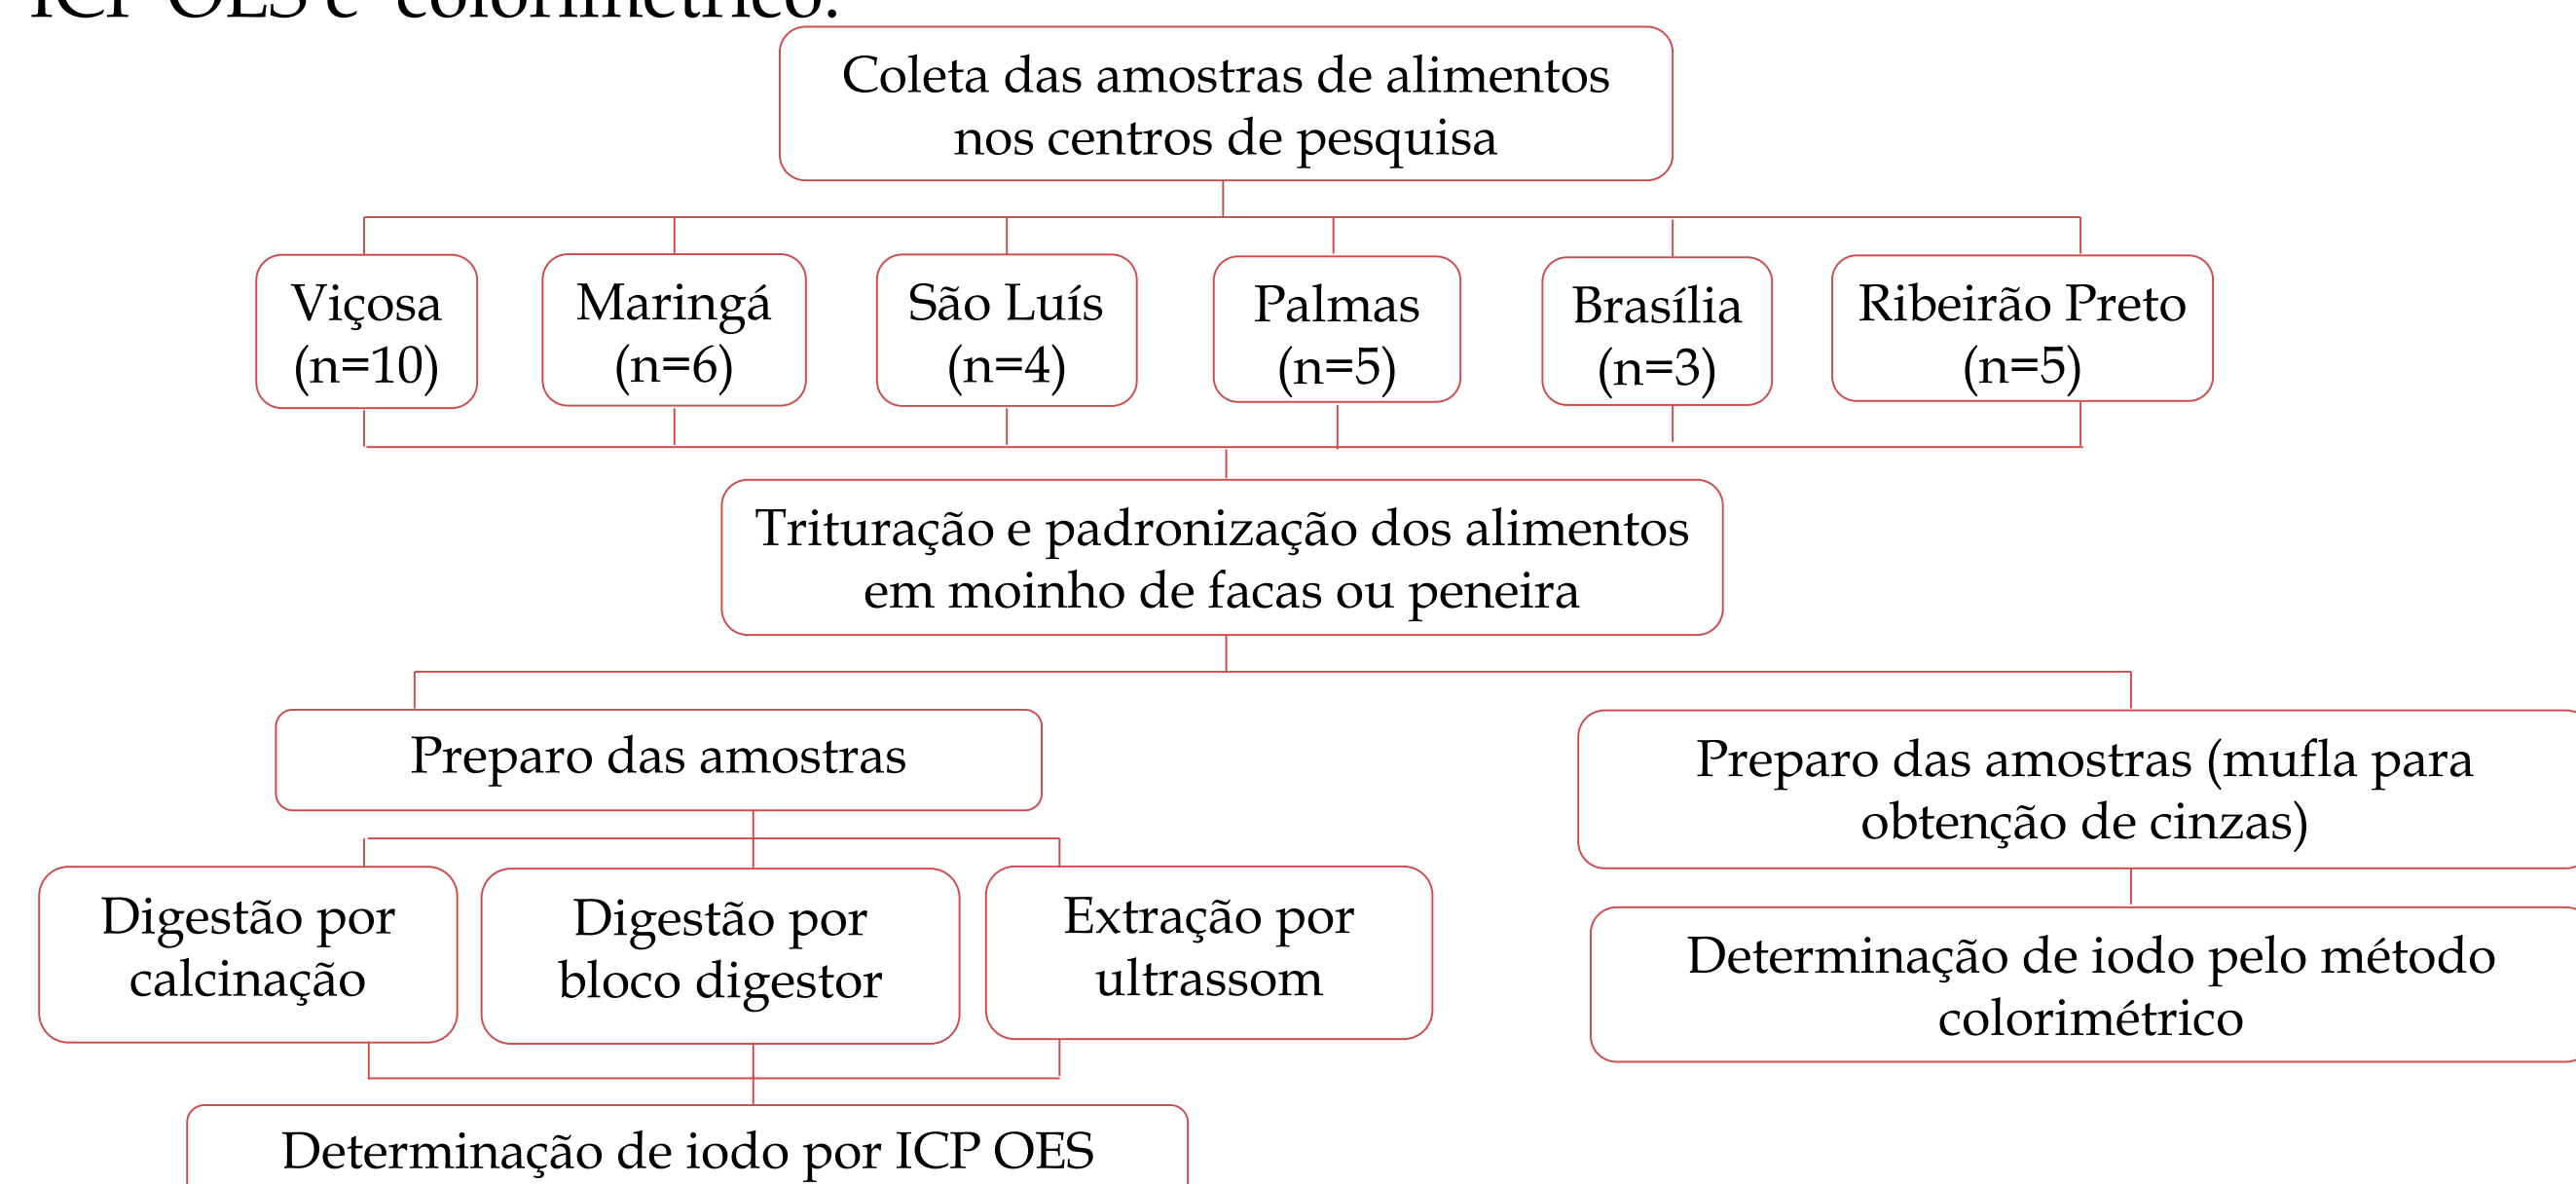 ICP OES e colorimétrico.
Coleta das amostras de alimentos
nos centros de pesquisa
Viçosa
(n=10)
Maringá
(n=6)
São Luís
(n=4)
Palmas
(n=5)
Brasília
(n=3)
Ribeirão Preto
(n=5)
Trituração e padronização dos alimentos
em moinho de facas ou peneira
Preparo das amostras
Preparo das amostras (mufla para
obtenção de cinzas)
Digestão por
calcinação
Digestão por
bloco digestor
Extração por
ultrassom
Determinação de iodo pelo método
colorimétrico
Determinação de iodo por ICP OES